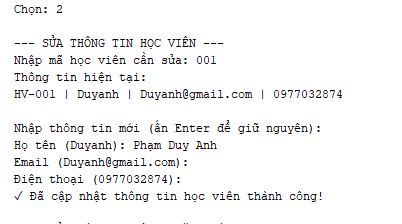 Chọn: 2
--- SỬA THÔNG TIN HỌC VIÊN ---
Nhập mã học viên cần sửa: 001
Thông tin hiện tại:
HV-001 | Duyanh | Duyanh@gmail.com | 0977032874
Nhập thông tin mới (ấn Enter để giữ nguyên):
Họ tên (Duyanh): Phạm Duy Anh
Email (Duyanh@gmail.com):
Điện thoại (0977032874):
✓ Đã cập nhật thông tin học viên thành công!